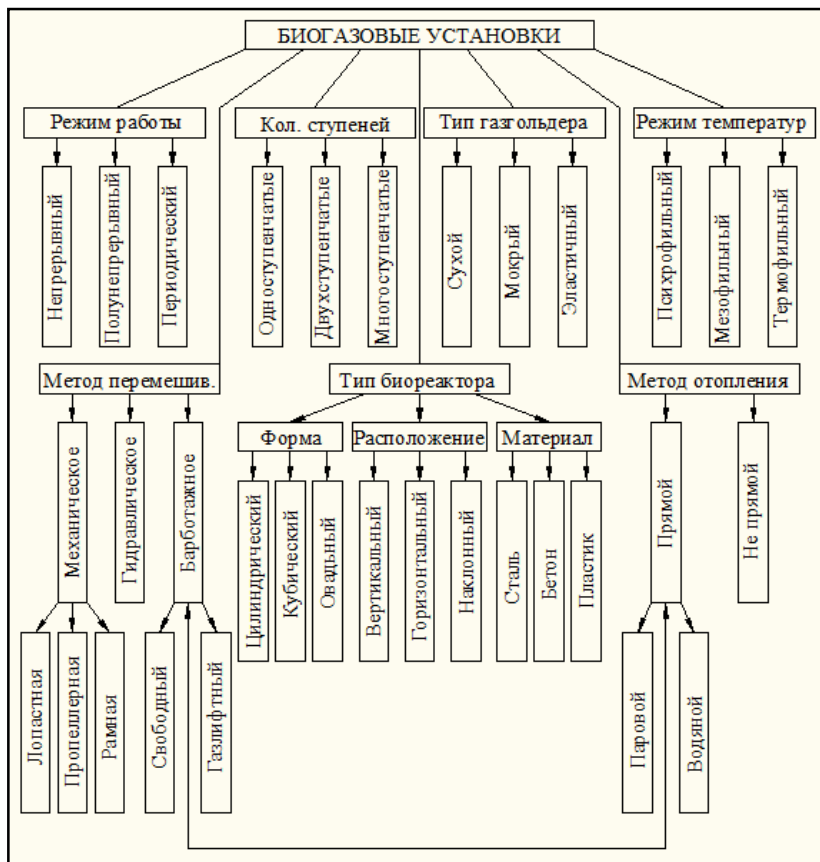 БИОГАЗОВЫЕ УСТАНОВКИ
Режим работы
Кол. ступеней
Тип газгольдера
Режим температур
Непрерывный
Полунепрерывный
Периодический
Одноступенчатые
Двухступенчатые
Многоступенчатые
Сухой
Мокрый
Эластичный
Психрофильный
Мезофильный
Термофильный
Метод перемешив.
Тип биореактора
Метод отопления
Механическое
Гидравлическое
Барботажное
Форма
Расположение
Материал
Прямой
Не прямой
Цилиндрический
Кубический
Овадьный
Вертикальный
Горизонтальный
Наклонный
Сталь
Бетон
Пластик
Лопастная
Пропеллерная
Рамная
Свободный
Газлифтный
Паровой
Водяной